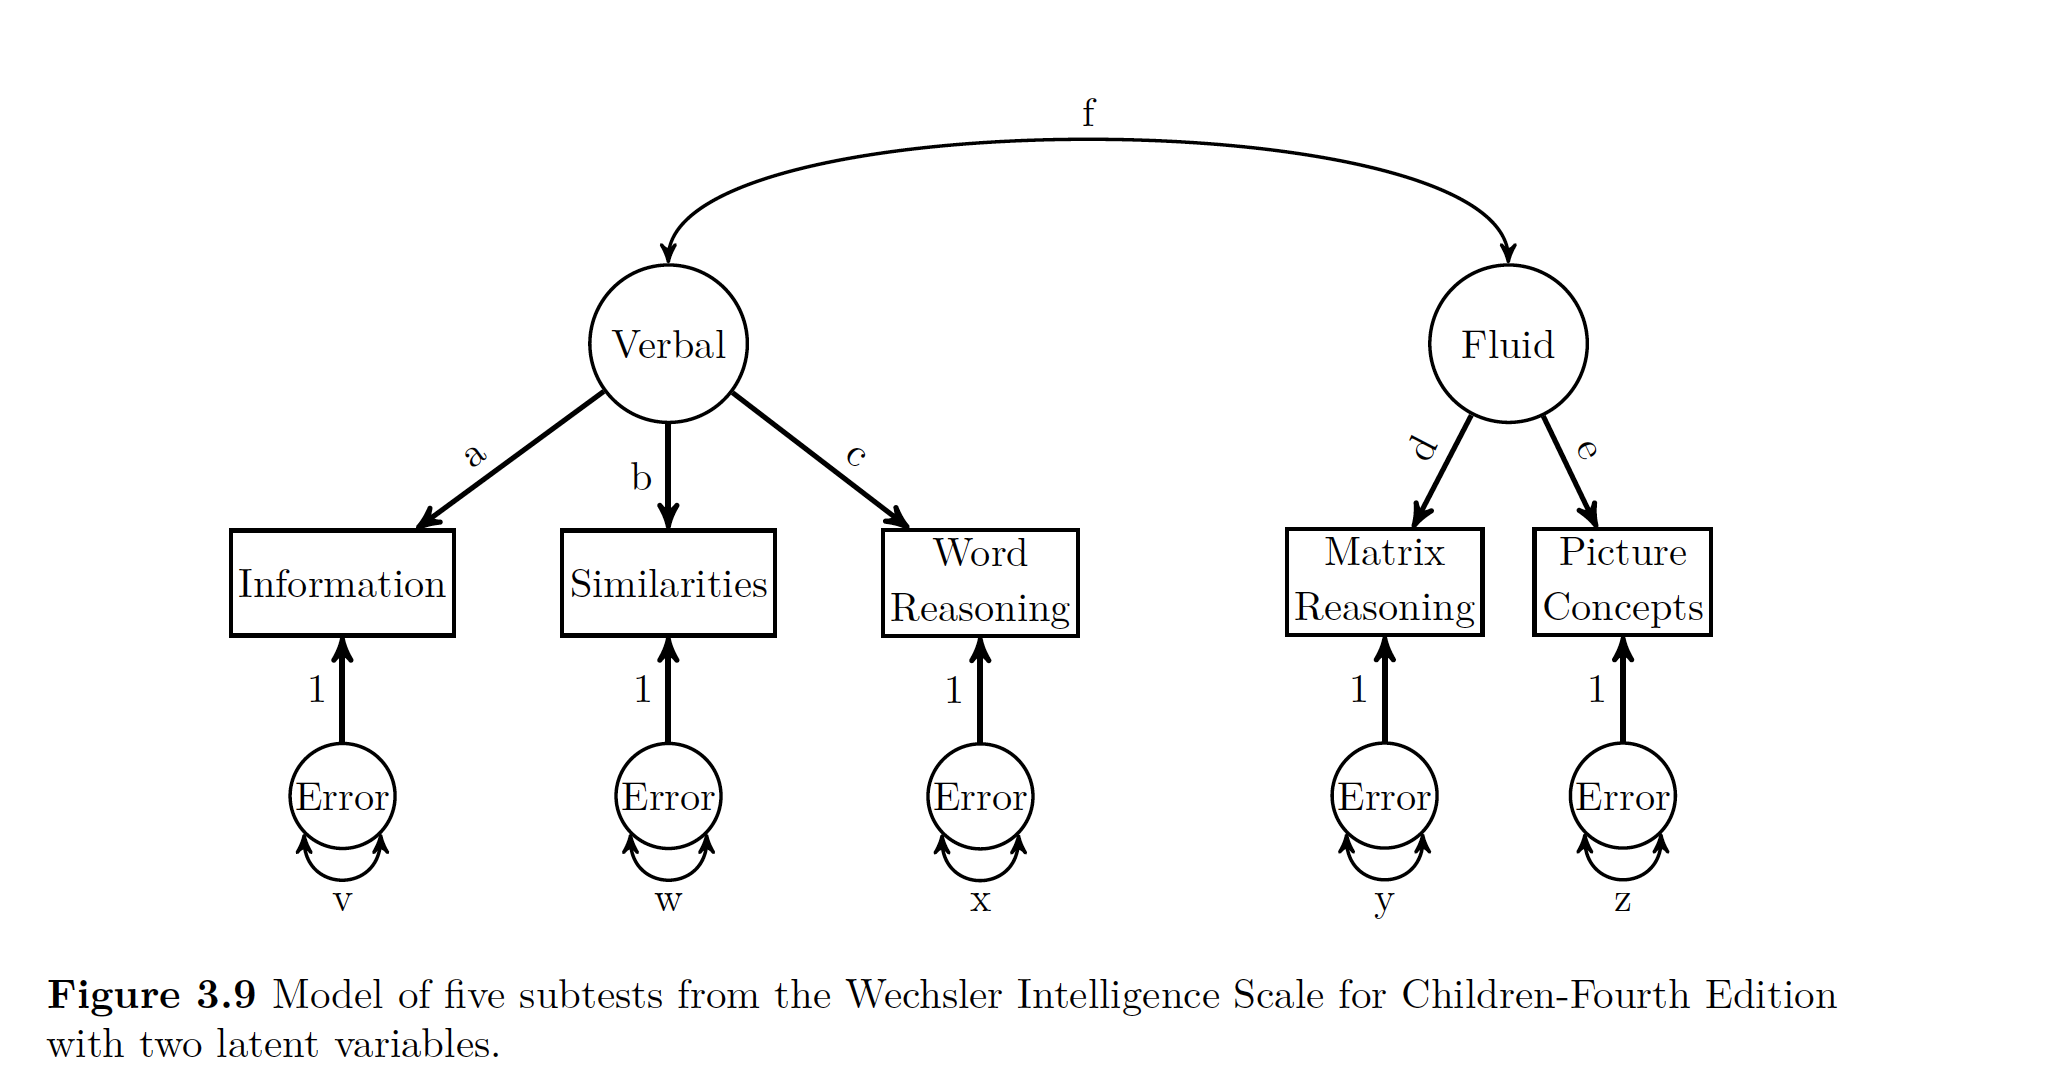 f
Verbal
Fluid
a
b
c
d
e
Information
Similarities
Word
Reasoning
Matrix
Reasoning
Picture
Concepts
1
1
1
1
1
Error
Error
Error
Error
Error
v
w
x
y
z
Figure 3.9 Model of five subtests from the Wechsler Intelligence Scale for Children-Fourth Edition
with two latent variables.